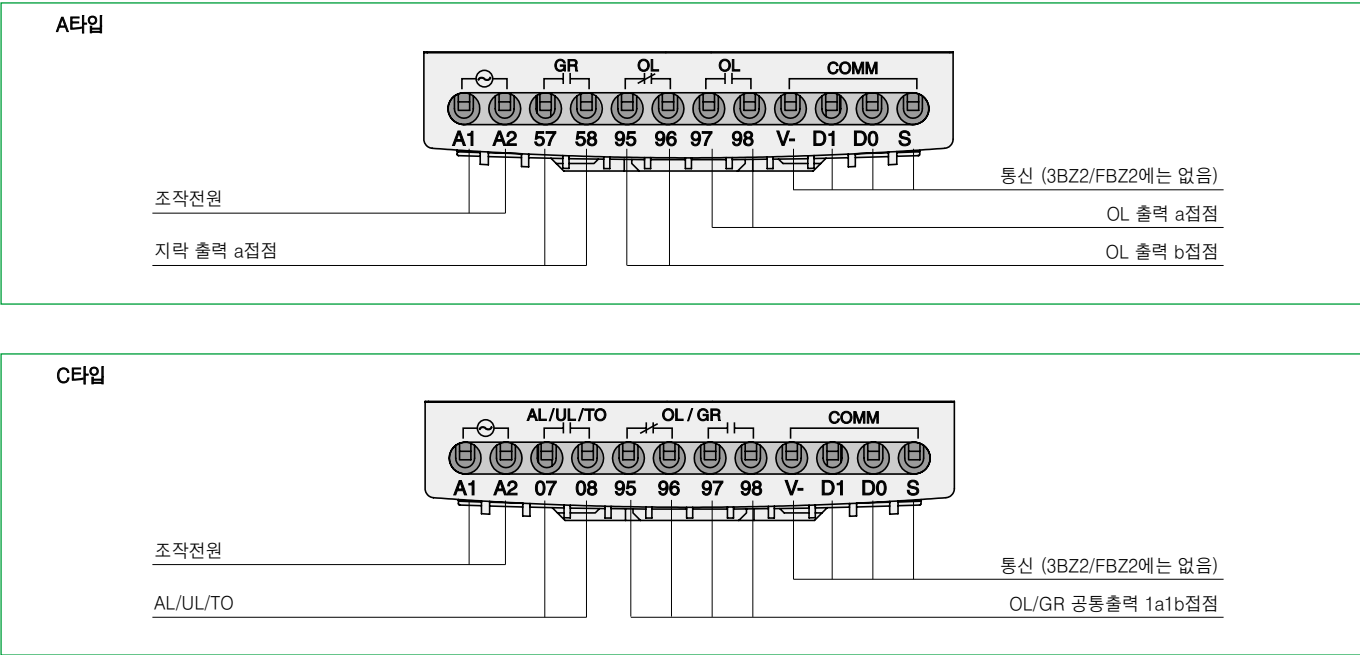 A타입
GR OL OL COMM
A1 A2 57 58 95 96 97 98 V- D1 D0 S
통신 (3BZ2/FBZ2에는 없음)
조작전원
OL 출력 a접점
지락 출력 a접점
OL 출력 b접점
C타입
AL/UL/TO OL / GR COMM
A1 A2 07 08 95 96 97 98 V- D1 D0 S
조작전원
통신 (3BZ2/FBZ2에는 없음)
AL/UL/TO
OL/GR 공통출력 1a1b접점